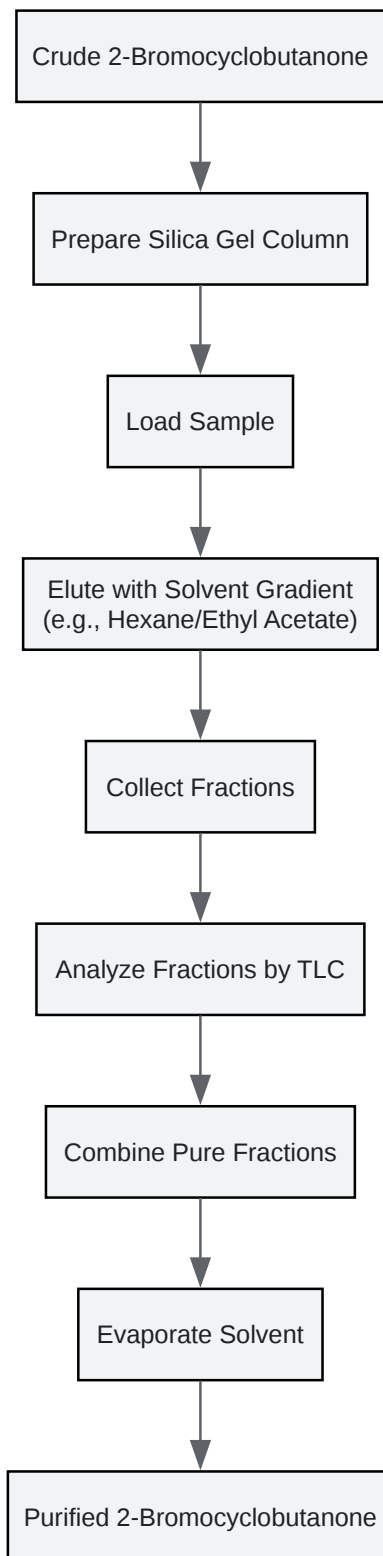 Crude 2-Bromocyclobutanone
Prepare Silica Gel Column
Load Sample
Elute with Solvent Gradient
(e.g., Hexane/Ethyl Acetate)
Collect Fractions
Analyze Fractions by TLC
Combine Pure Fractions
Evaporate Solvent
Purified 2-Bromocyclobutanone